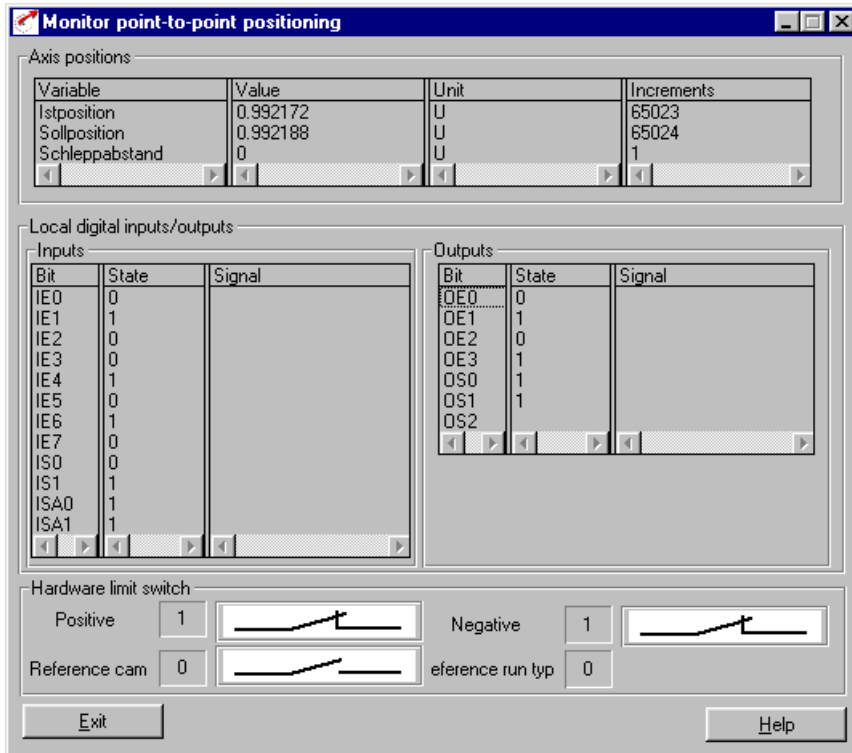 Monitor point-to-point positioning
Axis positions
Variable Value Unit Increments
Istposition 0.992172 U 65023
Sollposition 0.992188 U 65024
Schleppabstand 0 U 1
Local digital inputs/outputs
Inputs
Bit State Signal
IE0 0
IE1 1
IE2 0
IE3 0
IE4 1
IE5 0
IE6 1
IE7 0
IS0 0
IS1 1
ISA0 1
ISA1 1
Outputs
Bit State Signal
OE0 0
OE1 1
OE2 0
OE3 1
OS0 1
OS1 1
OS2
Hardware limit switch
Positive 1 Negative 1
Reference cam 0 eference run typ 0
Exit Help